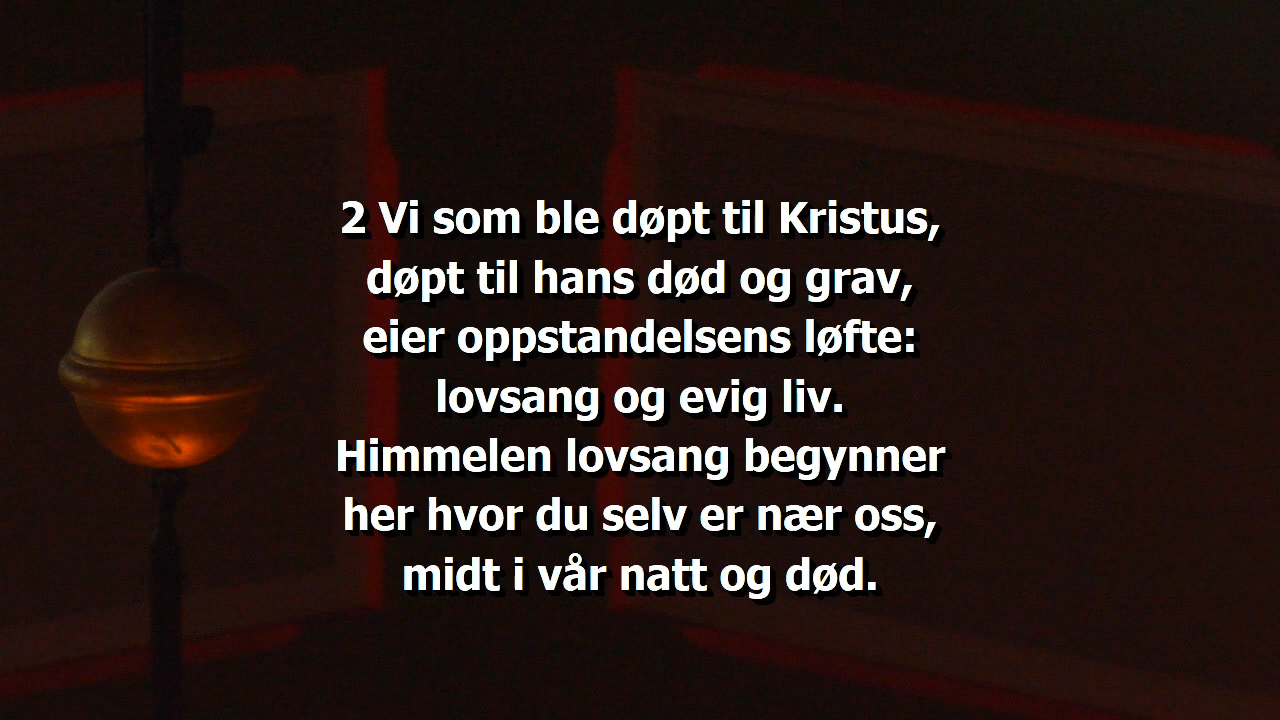 2 Vi som ble døpt til Kristus,
døpt til hans død og grav,
eier oppstandelsens løfte:
lovsang og evig liv.
Himmelen lovsang begynner
her hvor du selv er nær oss,
midt i vår natt og død.